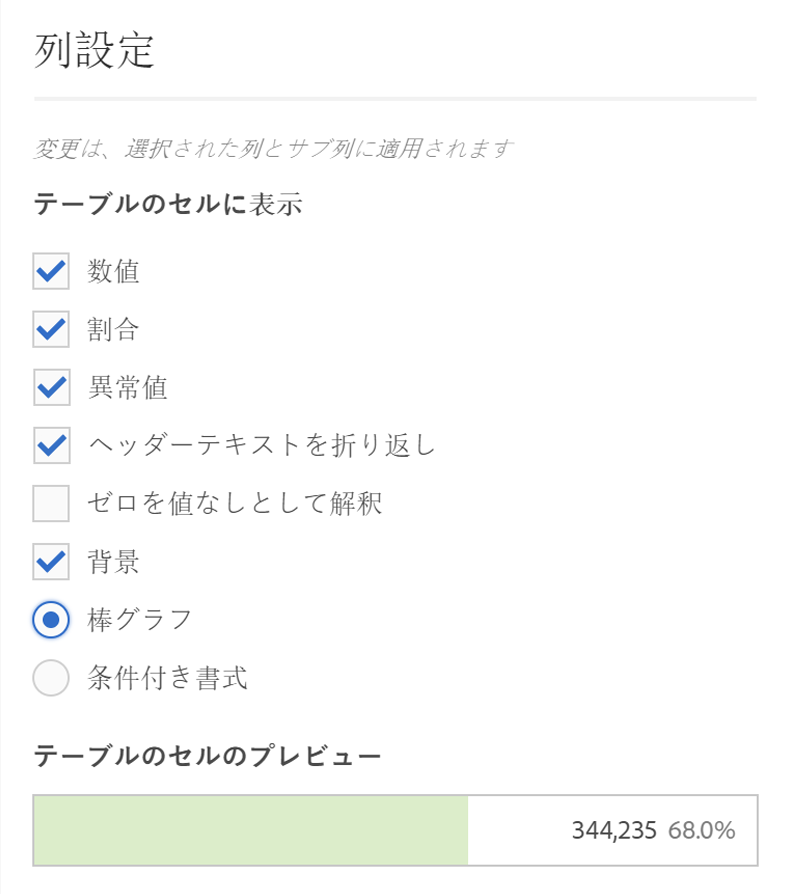 列設定
変更は、選択された列とサブ列に適用されます
テーブルのセルに表示
数値
割合
異常値
ヘッダーテキストを折り返し
ゼロを値なしとして解釈
背景
棒グラフ
条件付き書式
テーブルのセルのプレビュー
344,235 68.0%